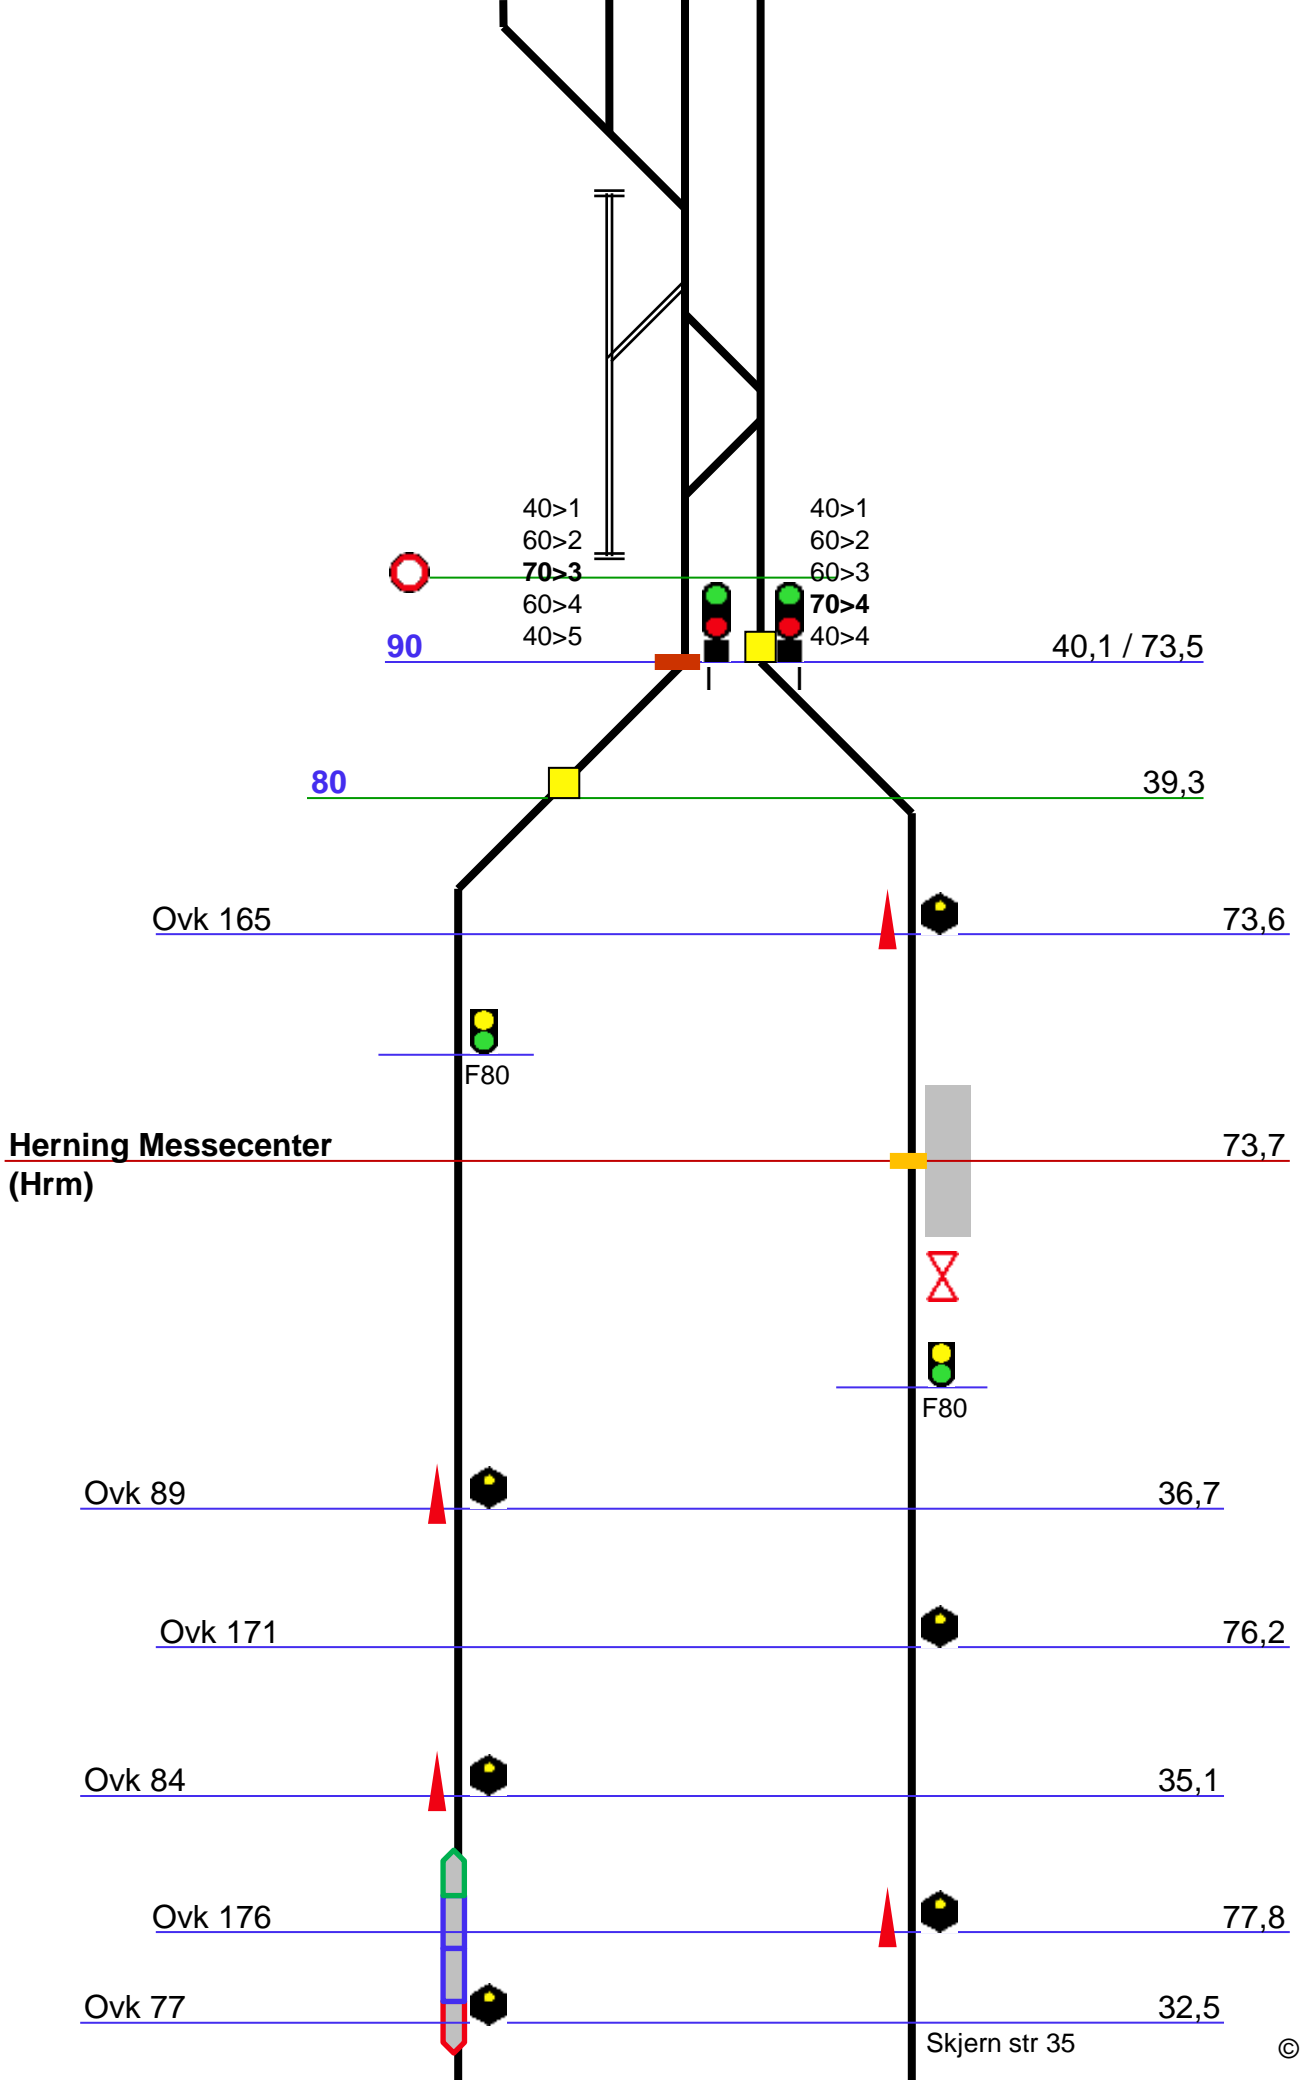 40>1
60>2
70>3
60>4
40>5
40>1
60>2
60>3
70>4
40>4
90
40,1 / 73,5
80
39,3
Ovk 165
73,6
F80
Herning Messecenter
(Hrm)
73,7
F80
Ovk 89
36,7
Ovk 171
76,2
Ovk 84
35,1
Ovk 176
77,8
Ovk 77
32,5
Skjern str 35
©